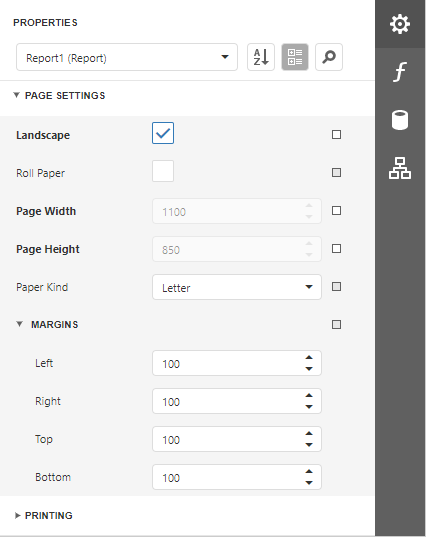 PROPERTIES
Report1 (Report)
A
Z
PAGE SETTINGS
Landscape
Roll Paper
Page Width 1100
Page Height 850
Paper Kind Letter
MARGINS
Left 100
Right 100
Top 100
Bottom 100
PRINTING
f